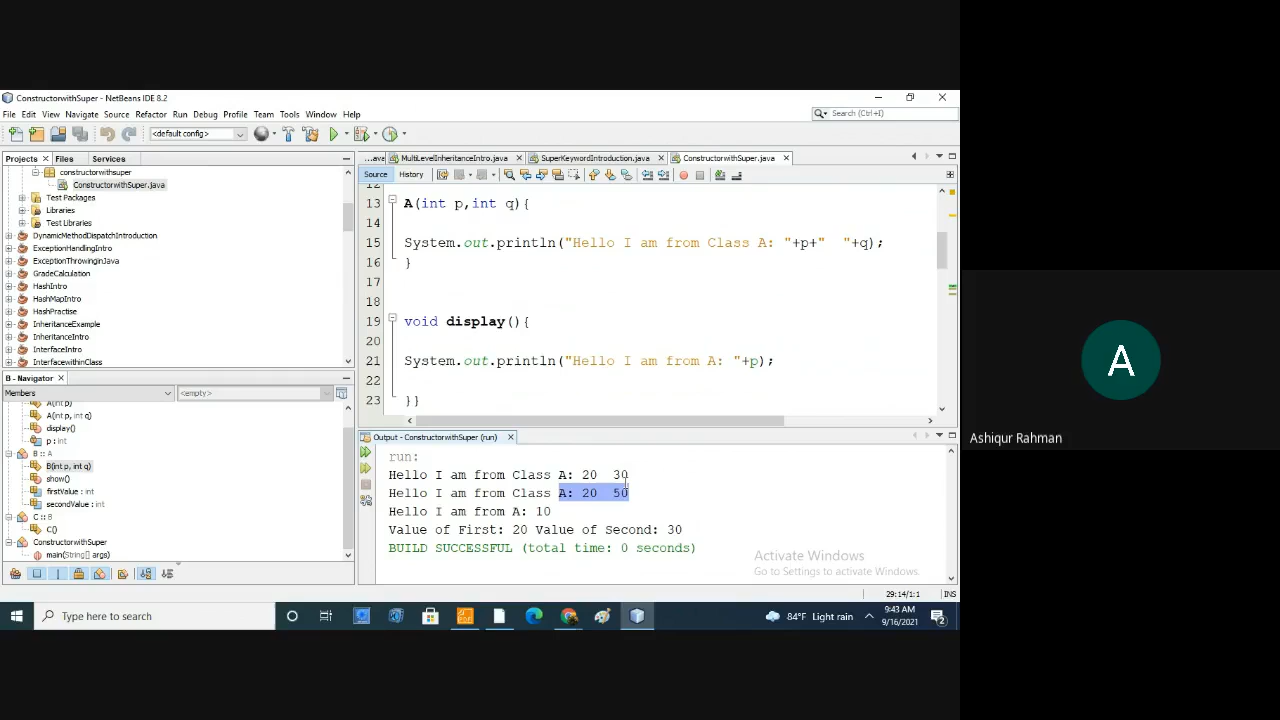 ConstructorwithSuper - NetBeans IDE 8.2
File Edit View Navigate Source Refactor Run Debug Profile Team Tools Window Help
Search (Ctrl+I)
<default config>
Projects Files Services
constructorwithsuper
ConstructorwithSuper.java
Test Packages
Libraries
Test Libraries
DynamicMethodDispatchIntroduction
ExceptionHandlingIntro
ExceptionThrowinginJava
GradeCalculation
HashIntro
HashMapIntro
HashPractise
InheritanceExample
InheritanceIntro
InterfaceIntro
InterfacewithinClass
B - Navigator
Members <empty>
A(int p)
A(int p, int q)
display()
p : int
B :: A
B(int p, int q)
show()
firstValue : int
secondValue : int
C :: B
C()
ConstructorwithSuper
main(String[] args)
...ava MultiLevelInheritanceIntro.java SuperKeywordIntroduction.java ConstructorwithSuper.java
Source History
12
13 A(int p,int q){
14
15 System.out.println("Hello I am from Class A: "+p+"  "+q);
16 }
17
18
19 void display(){
20
21 System.out.println("Hello I am from A: "+p);
22
23 }}
Output - ConstructorwithSuper (run)
run:
Hello I am from Class A: 20  30
Hello I am from Class A: 20  50
Hello I am from A: 10
Value of First: 20 Value of Second: 30
BUILD SUCCESSFUL (total time: 0 seconds)
Activate Windows
Go to Settings to activate Windows.
29:14/1:1 INS
Type here to search
84°F Light rain
9:43 AM
9/16/2021
2
A
Ashiqur Rahman